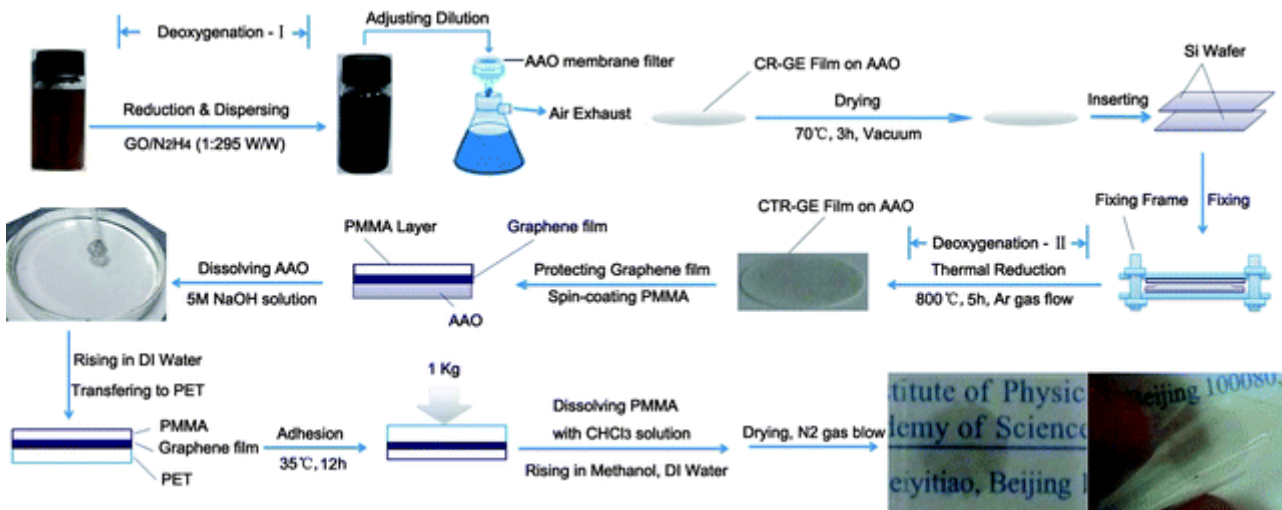 Deoxygenation - I
Adjusting Dilution
AAO membrane filter
Air Exhaust
Reduction & Dispersing
GO/N2H4 (1:295 W/W)
CR-GE Film on AAO
Drying
70℃, 3h, Vacuum
Inserting
Si Wafer
Fixing
Fixing Frame
Deoxygenation - II
Thermal Reduction
800℃, 5h, Ar gas flow
CTR-GE Film on AAO
Protecting Graphene film
Spin-coating PMMA
PMMA Layer
Graphene film
AAO
Dissolving AAO
5M NaOH solution
Rising in DI Water
Transfering to PET
PMMA
Graphene film
PET
Adhesion
35℃, 12h
1 Kg
Dissolving PMMA
with CHCl3 solution
Rising in Methanol, DI Water
Drying, N2 gas blow
titute of Physic
demy of Science
eiyitiao, Beijing 1
Beijing 100080,